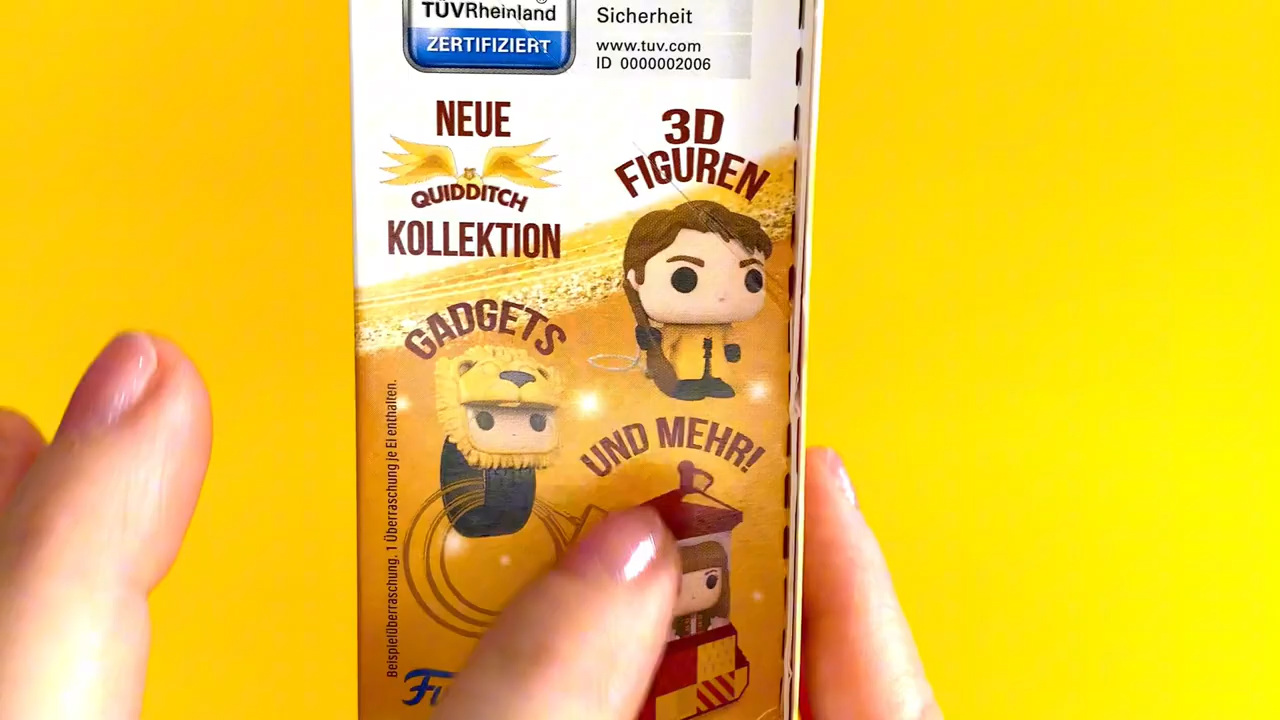 TÜVRheinland
ZERTIFIZIERT
Sicherheit
www.tuv.com
ID 0000002006
NEUE
QUIDDITCH
KOLLEKTION
3D
FIGUREN
GADGETS
UND MEHR!
Beispielüberraschung. 1 Überraschung je Ei enthalten.